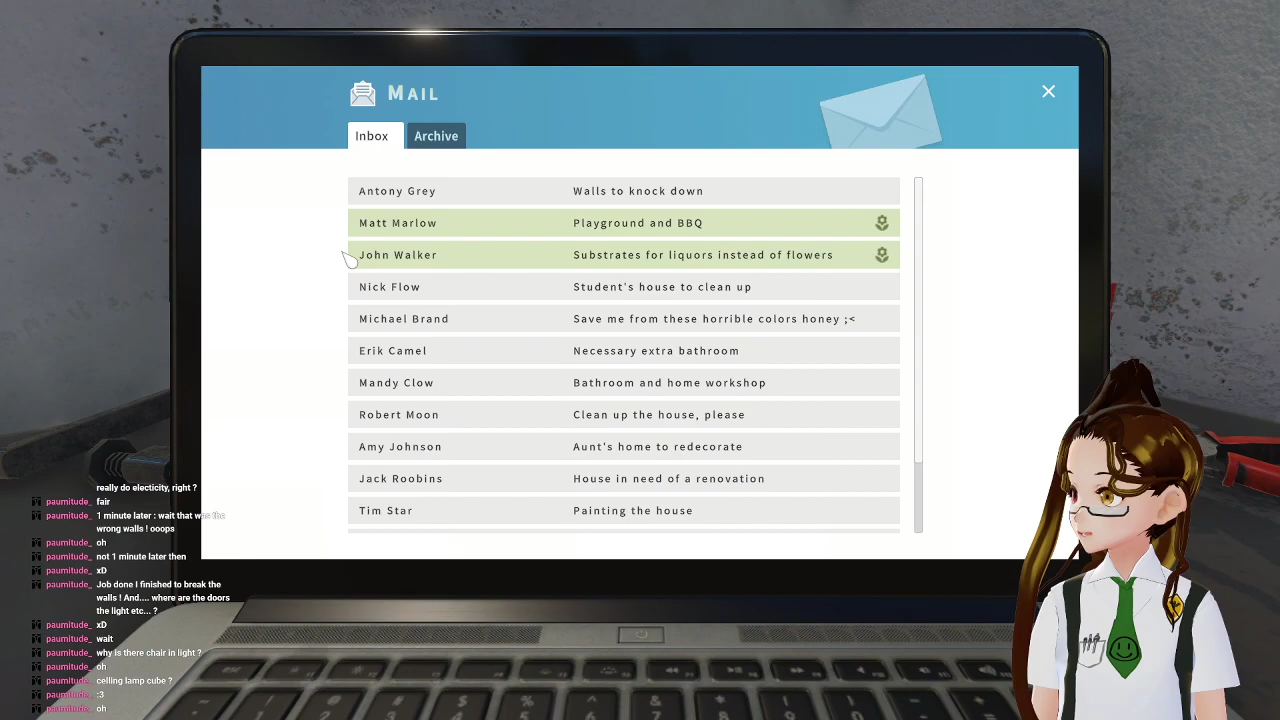 MAIL
Inbox Archive
Antony Grey Walls to knock down
Matt Marlow Playground and BBQ
John Walker Substrates for liquors instead of flowers
Nick Flow Student's house to clean up
Michael Brand Save me from these horrible colors honey ;<
Erik Camel Necessary extra bathroom
Mandy Clow Bathroom and home workshop
Robert Moon Clean up the house, please
Amy Johnson Aunt's home to redecorate
Jack Roobins House in need of a renovation
Tim Star Painting the house
really do electicity, right ?
paumitude_ fair
paumitude_ 1 minute later : wait that was the
wrong walls ! ooops
paumitude_ oh
paumitude_ not 1 minute later then
paumitude_ xD
paumitude_ Job done I finished to break the
walls ! And.... where are the doors
the light etc... ?
paumitude_ xD
paumitude_ wait
paumitude_ why is there chair in light ?
paumitude_ oh
paumitude_ celling lamp cube ?
paumitude_ :3
paumitude_ oh